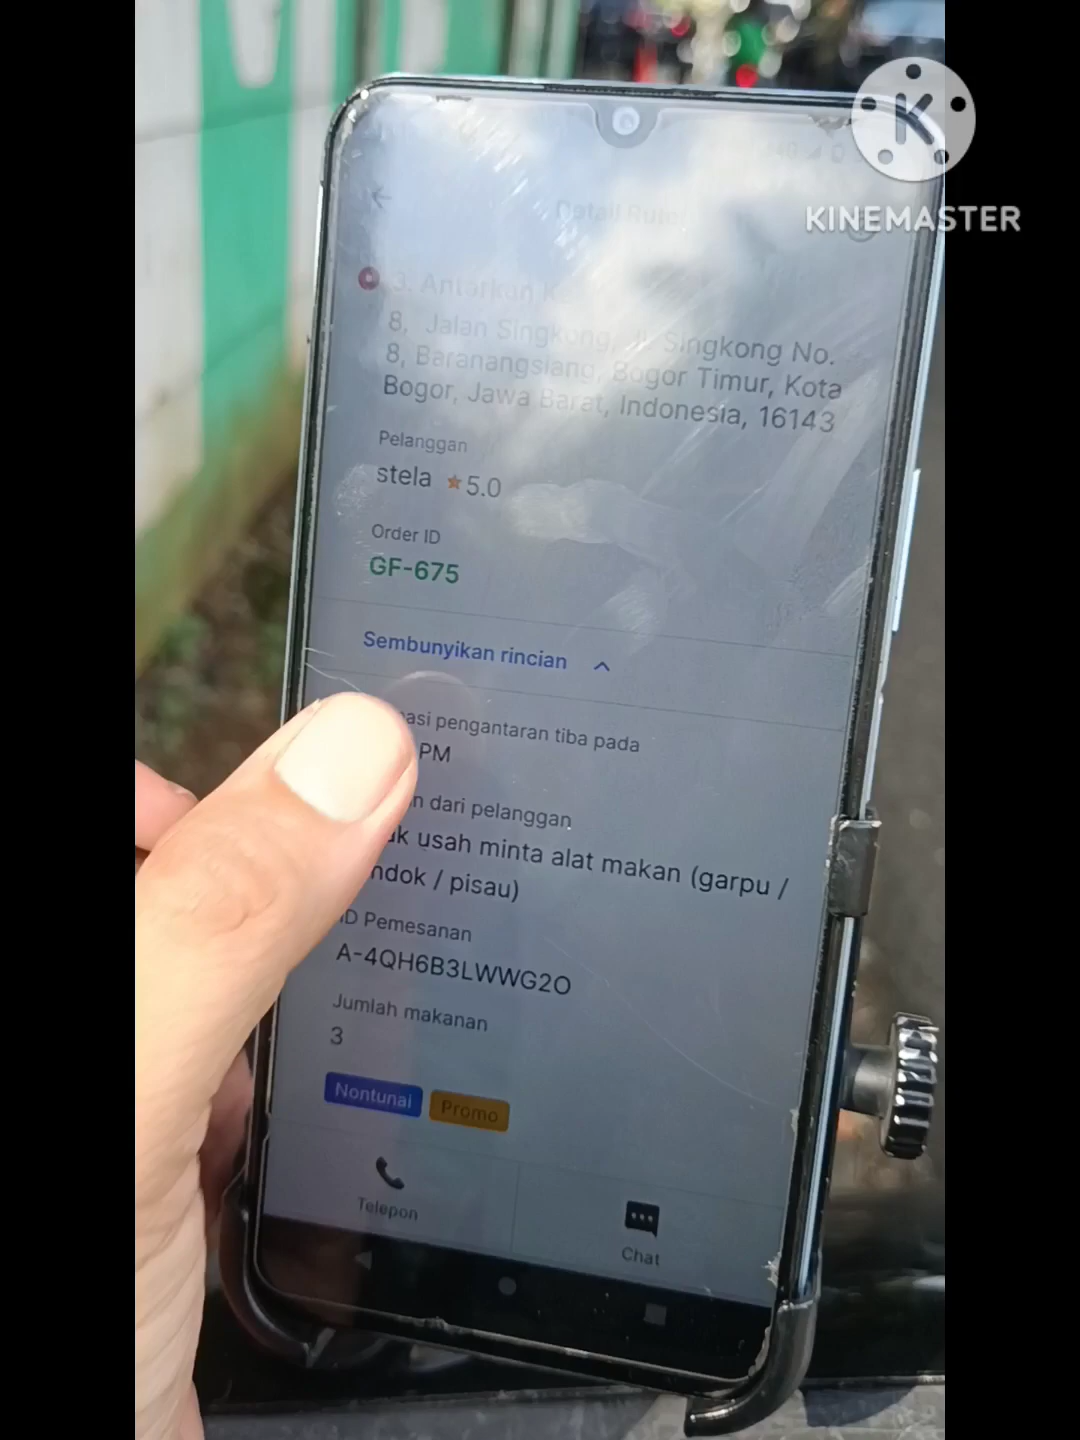 KINEMASTER
3. Antarkan
8, Jalan Singkong, Jl. Singkong No.
8, Baranangsiang, Bogor Timur, Kota
Bogor, Jawa Barat, Indonesia, 16143
Pelanggan
stela ★5.0
Order ID
GF-675
Sembunyikan rincian
pengantaran tiba pada
PM
dari pelanggan
usah minta alat makan (garpu /
/ pisau)
ID Pemesanan
A-4QH6B3LWWG2O
Jumlah makanan
3
Nontunai Promo
Telepon
Chat